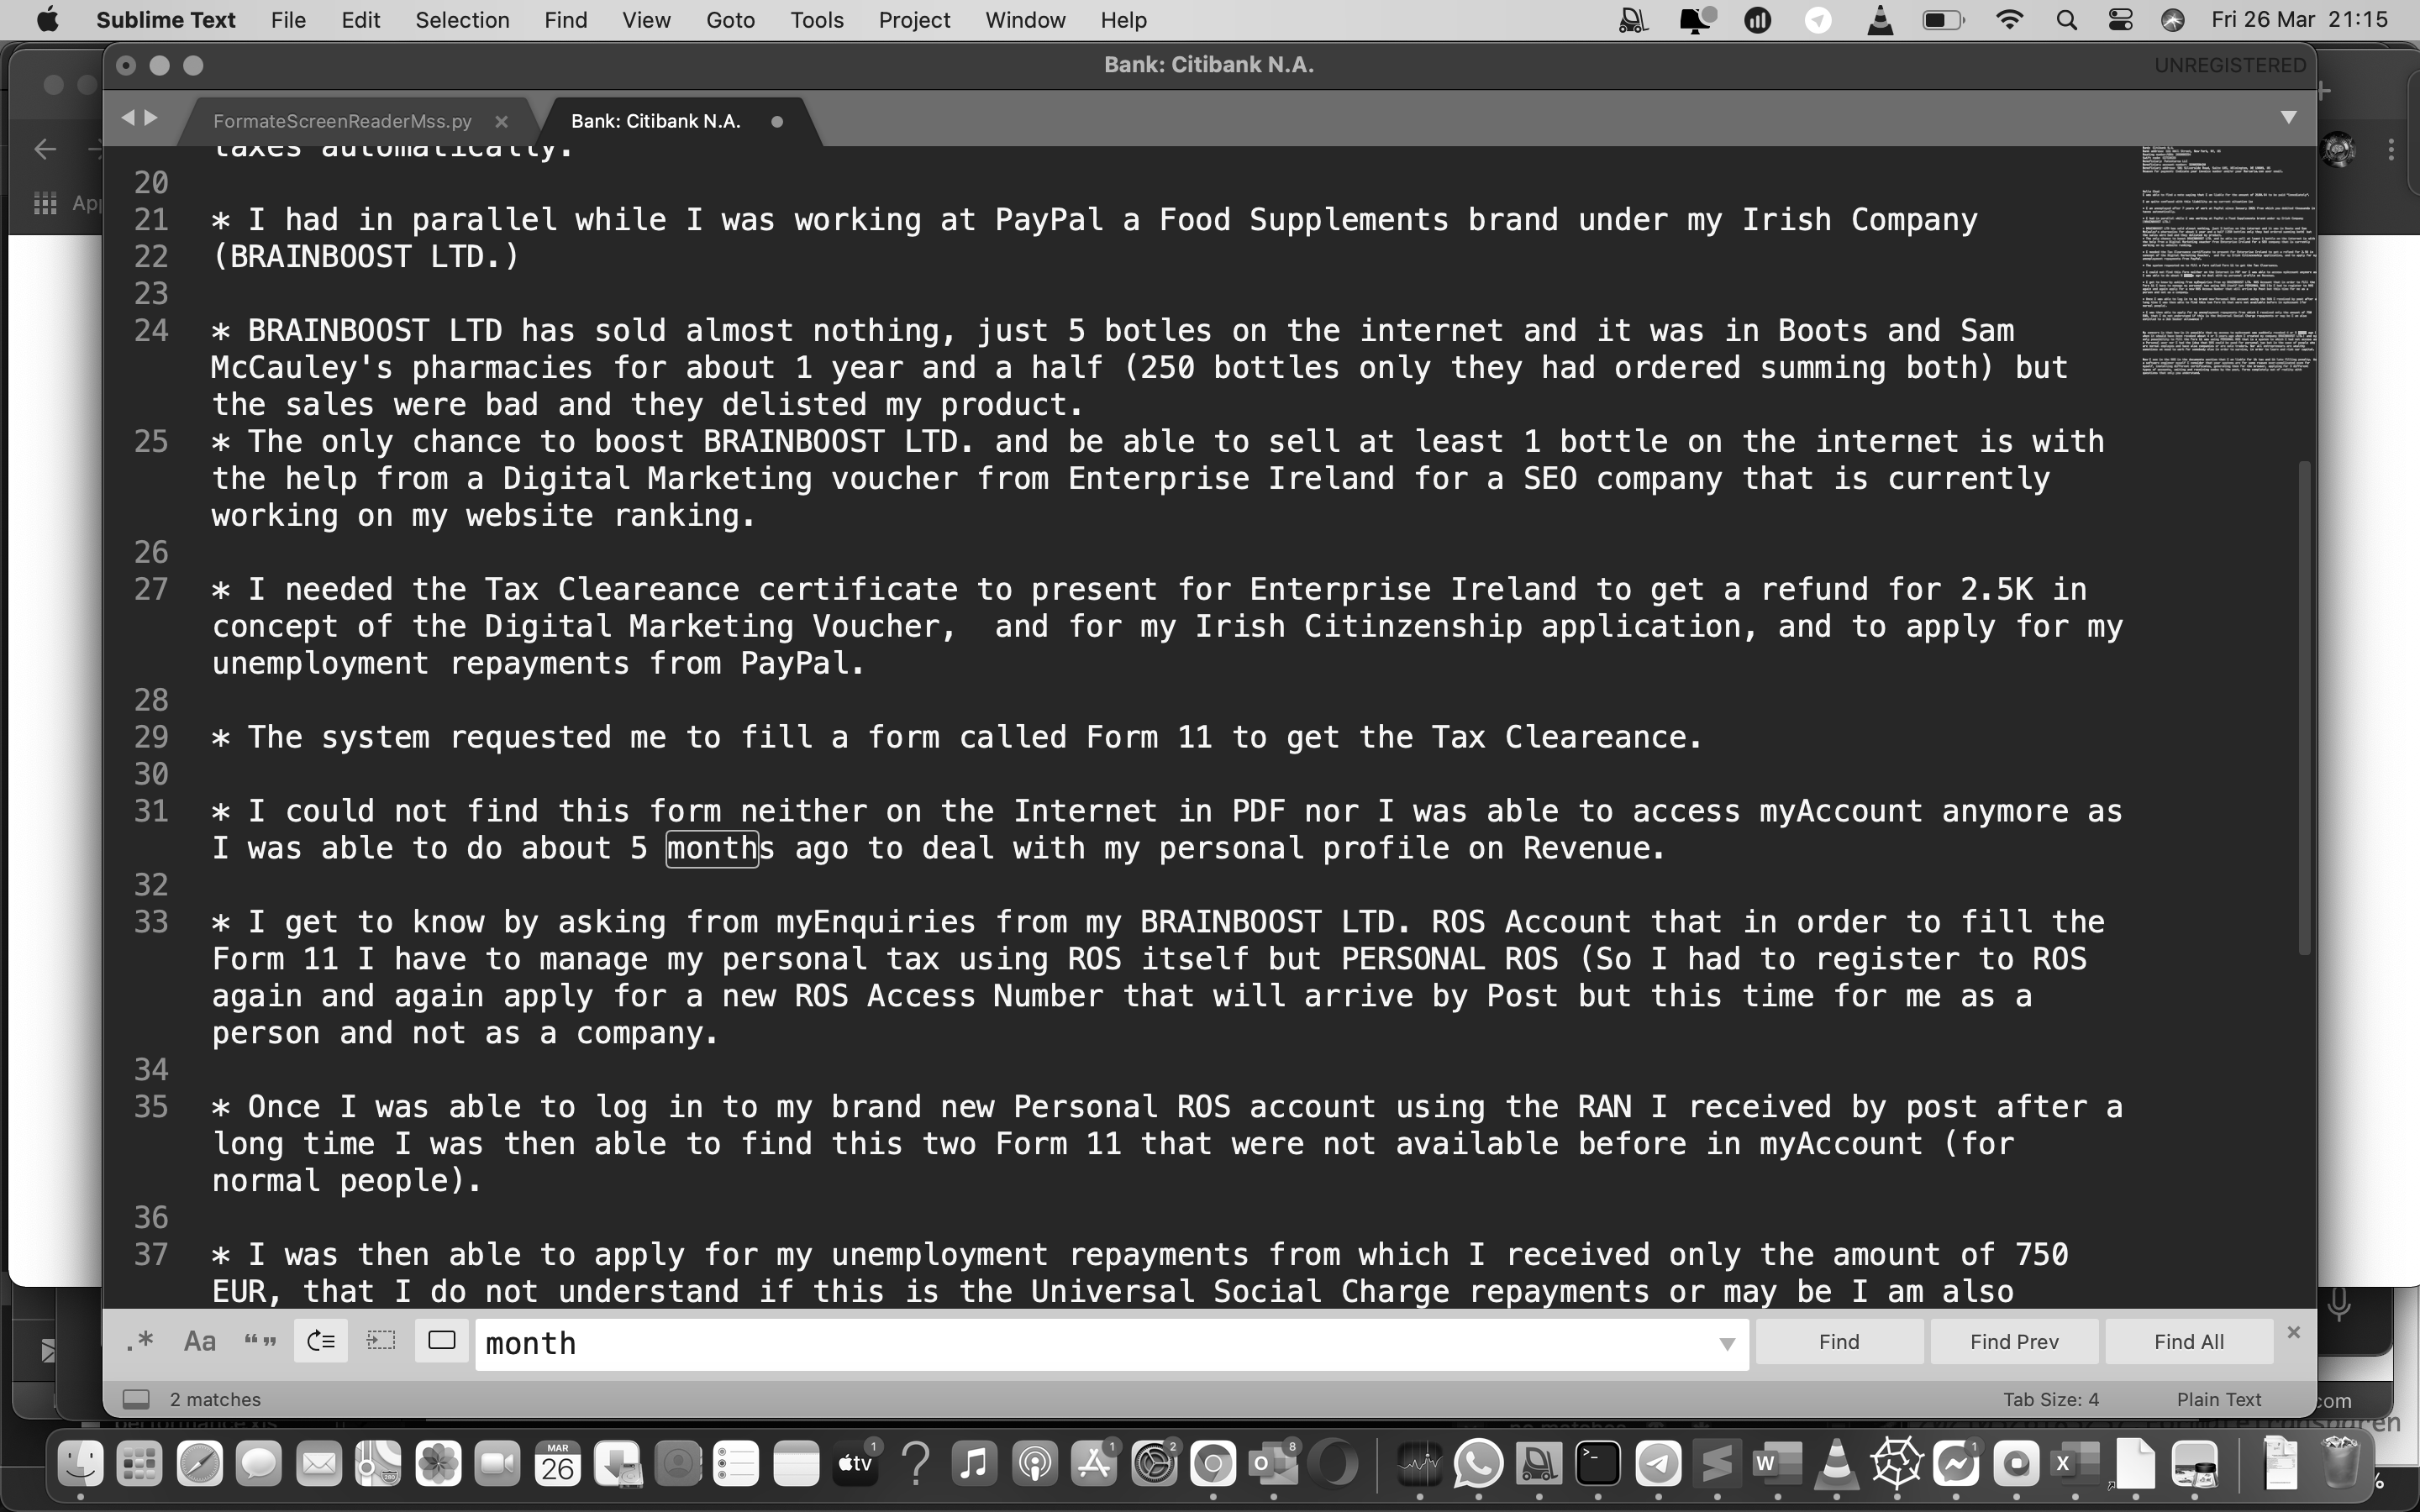 Sublime Text File Edit Selection Find View Goto Tools Project Window Help Fri 26 Mar 21:15
Bank: Citibank N.A. UNREGISTERED
FormateScreenReaderMss.py Bank: Citibank N.A.
taxes automatically.
20
21 * I had in parallel while I was working at PayPal a Food Supplements brand under my Irish Company
22 (BRAINBOOST LTD.)
23
24 * BRAINBOOST LTD has sold almost nothing, just 5 botles on the internet and it was in Boots and Sam
McCauley's pharmacies for about 1 year and a half (250 bottles only they had ordered summing both) but
the sales were bad and they delisted my product.
25 * The only chance to boost BRAINBOOST LTD. and be able to sell at least 1 bottle on the internet is with
the help from a Digital Marketing voucher from Enterprise Ireland for a SEO company that is currently
working on my website ranking.
26
27 * I needed the Tax Cleareance certificate to present for Enterprise Ireland to get a refund for 2.5K in
concept of the Digital Marketing Voucher,  and for my Irish Citinzenship application, and to apply for my
unemployment repayments from PayPal.
28
29 * The system requested me to fill a form called Form 11 to get the Tax Cleareance.
30
31 * I could not find this form neither on the Internet in PDF nor I was able to access myAccount anymore as
I was able to do about 5 months ago to deal with my personal profile on Revenue.
32
33 * I get to know by asking from myEnquiries from my BRAINBOOST LTD. ROS Account that in order to fill the
Form 11 I have to manage my personal tax using ROS itself but PERSONAL ROS (So I had to register to ROS
again and again apply for a new ROS Access Number that will arrive by Post but this time for me as a
person and not as a company.
34
35 * Once I was able to log in to my brand new Personal ROS account using the RAN I received by post after a
long time I was then able to find this two Form 11 that were not available before in myAccount (for
normal people).
36
37 * I was then able to apply for my unemployment repayments from which I received only the amount of 750
EUR, that I do not understand if this is the Universal Social Charge repayments or may be I am also
.* Aa “” month Find Find Prev Find All
2 matches Tab Size: 4 Plain Text
com
MAR
26
tv